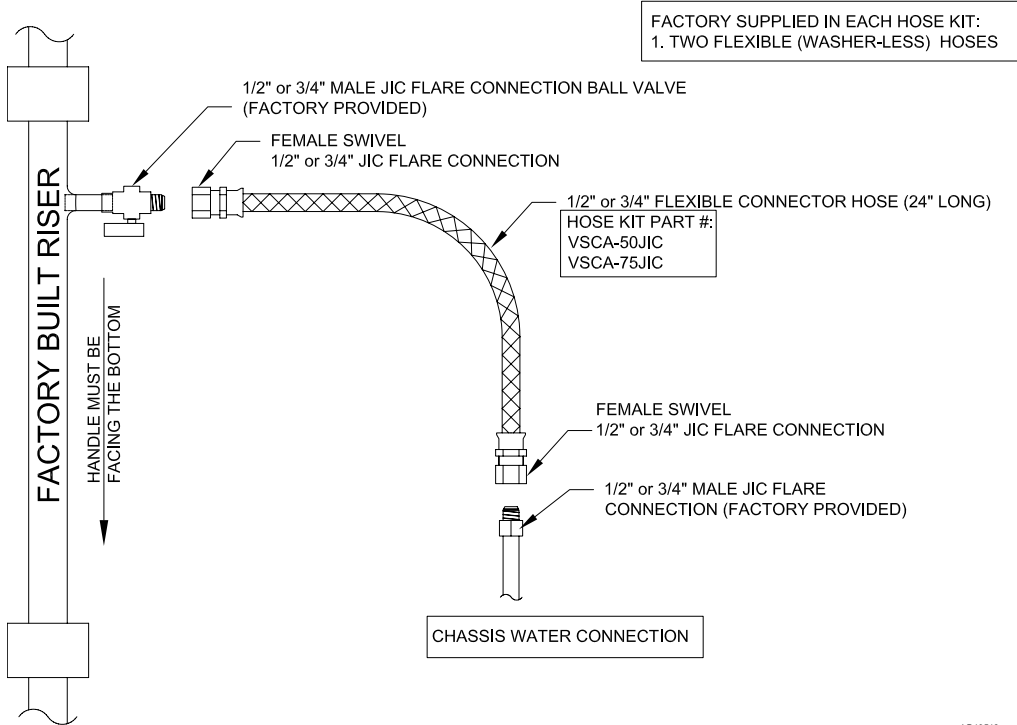 FACTORY SUPPLIED IN EACH HOSE KIT:
1. TWO FLEXIBLE (WASHER-LESS) HOSES
1/2" or 3/4" MALE JIC FLARE CONNECTION BALL VALVE
(FACTORY PROVIDED)
FEMALE SWIVEL
1/2" or 3/4" JIC FLARE CONNECTION
1/2" or 3/4" FLEXIBLE CONNECTOR HOSE (24" LONG)
HOSE KIT PART #:
VSCA-50JIC
VSCA-75JIC
FACTORY BUILT RISER
HANDLE MUST BE
FACING THE BOTTOM
FEMALE SWIVEL
1/2" or 3/4" JIC FLARE CONNECTION
1/2" or 3/4" MALE JIC FLARE
CONNECTION (FACTORY PROVIDED)
CHASSIS WATER CONNECTION